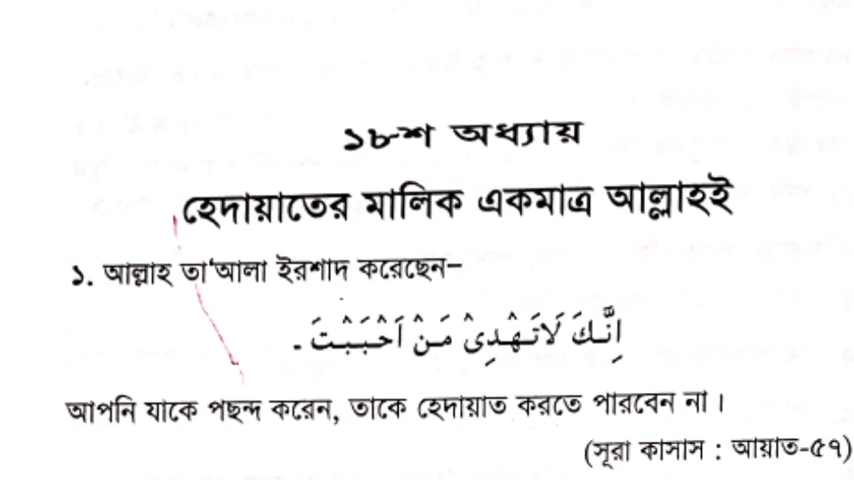 ১৮-শ অধ্যায়
হেদায়াতের মালিক একমাত্র আল্লাহই
১. আল্লাহ তা'আলা ইরশাদ করেছেন–
اِنَّكَ لَاتَهْدِىْ مَنْ اَحْبَبْتَ .
আপনি যাকে পছন্দ করেন, তাকে হেদায়াত করতে পারবেন না।
(সূরা কাসাস : আয়াত-৫৭)